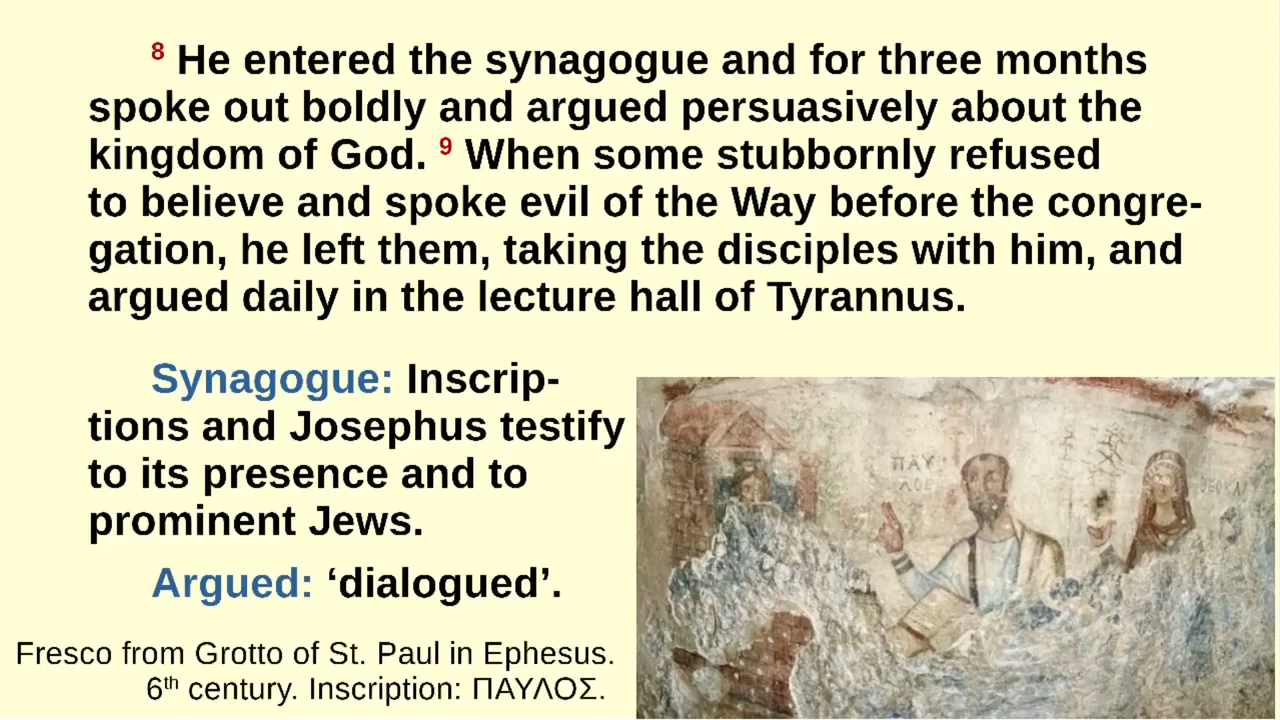 8 He entered the synagogue and for three months
spoke out boldly and argued persuasively about the
kingdom of God. 9 When some stubbornly refused
to believe and spoke evil of the Way before the congre-
gation, he left them, taking the disciples with him, and
argued daily in the lecture hall of Tyrannus.
Synagogue: Inscrip-
tions and Josephus testify
to its presence and to
prominent Jews.
Argued: ‘dialogued’.
Fresco from Grotto of St. Paul in Ephesus.
6th century. Inscription: ΠΑΥΛΟΣ.
ΠΑΥ
ΛΟC
ΘΕΟΚΛ